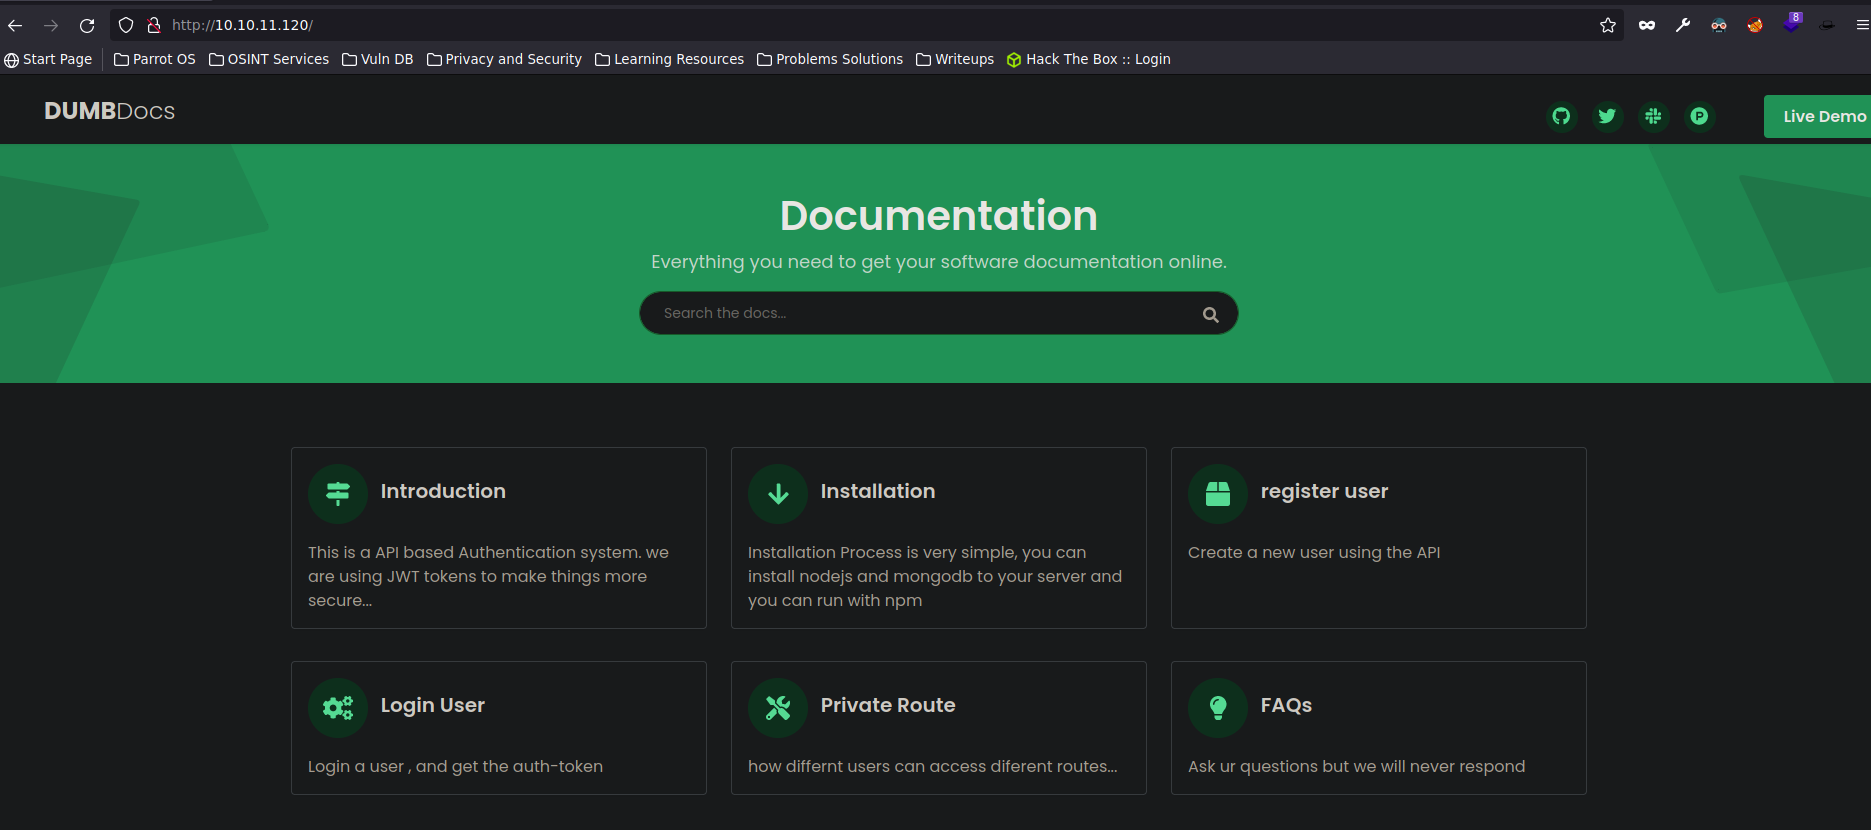 http://10.10.11.120/
8
Start Page
Parrot OS
OSINT Services
Vuln DB
Privacy and Security
Learning Resources
Problems Solutions
Writeups
Hack The Box :: Login
DUMBDocs
Live Demo
Documentation
Everything you need to get your software documentation online.
Search the docs...
Introduction
This is a API based Authentication system. we
are using JWT tokens to make things more
secure...
Installation
Installation Process is very simple, you can
install nodejs and mongodb to your server and
you can run with npm
register user
Create a new user using the API
Login User
Login a user , and get the auth-token
Private Route
how differnt users can access diferent routes...
FAQs
Ask ur questions but we will never respond